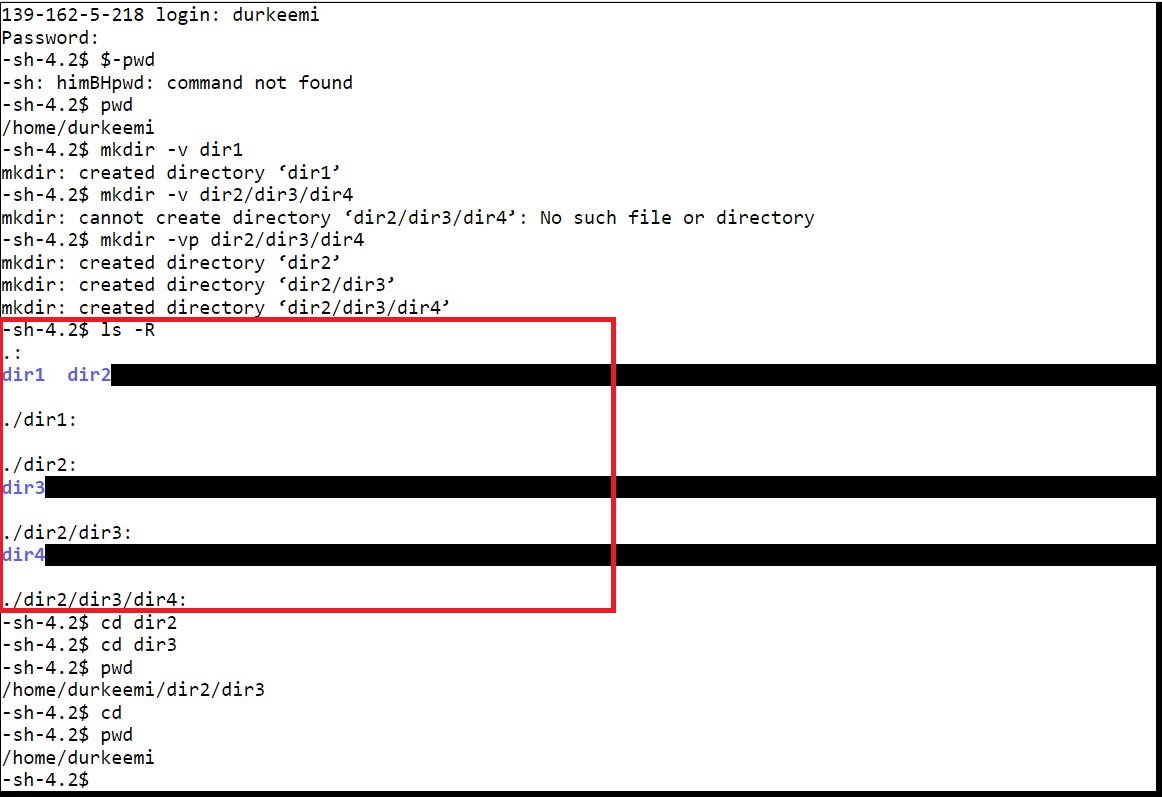 139-162-5-218 login: durkeemi
Password:
-sh-4.2$ $-pwd
-sh: himBHpwd: command not found
-sh-4.2$ pwd
/home/durkeemi
-sh-4.2$ mkdir -v dir1
mkdir: created directory ‘dir1’
-sh-4.2$ mkdir -v dir2/dir3/dir4
mkdir: cannot create directory ‘dir2/dir3/dir4’: No such file or directory
-sh-4.2$ mkdir -vp dir2/dir3/dir4
mkdir: created directory ‘dir2’
mkdir: created directory ‘dir2/dir3’
mkdir: created directory ‘dir2/dir3/dir4’
-sh-4.2$ ls -R
.:
dir1  dir2
./dir1:
./dir2:
dir3
./dir2/dir3:
dir4
./dir2/dir3/dir4:
-sh-4.2$ cd dir2
-sh-4.2$ cd dir3
-sh-4.2$ pwd
/home/durkeemi/dir2/dir3
-sh-4.2$ cd
-sh-4.2$ pwd
/home/durkeemi
-sh-4.2$